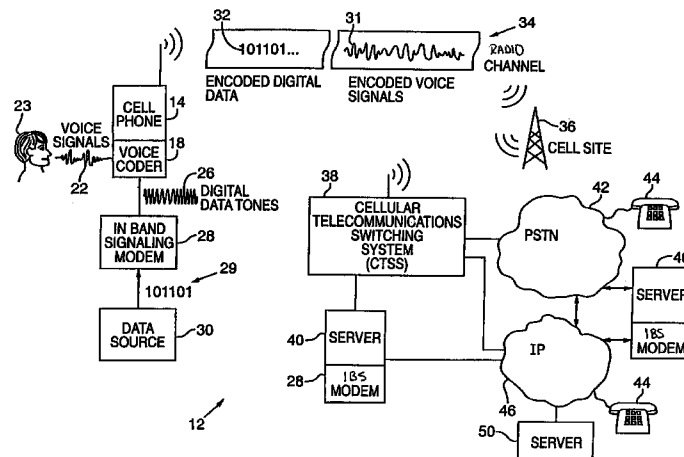 32
101101...
31
34
RADIO
CHANNEL
ENCODED DIGITAL
DATA
ENCODED VOICE
SIGNALS
23
VOICE
SIGNALS
22
CELL
PHONE
14
VOICE
CODER
18
26
DIGITAL
DATA TONES
IN BAND
SIGNALING
MODEM
28
29
101101
DATA
SOURCE
30
12
36
CELL SITE
38
CELLULAR
TELECOMMUNICATIONS
SWITCHING
SYSTEM
(CTSS)
42
PSTN
44
40
SERVER
28
IBS
MODEM
IP
46
SERVER
IBS
MODEM
44
50
SERVER